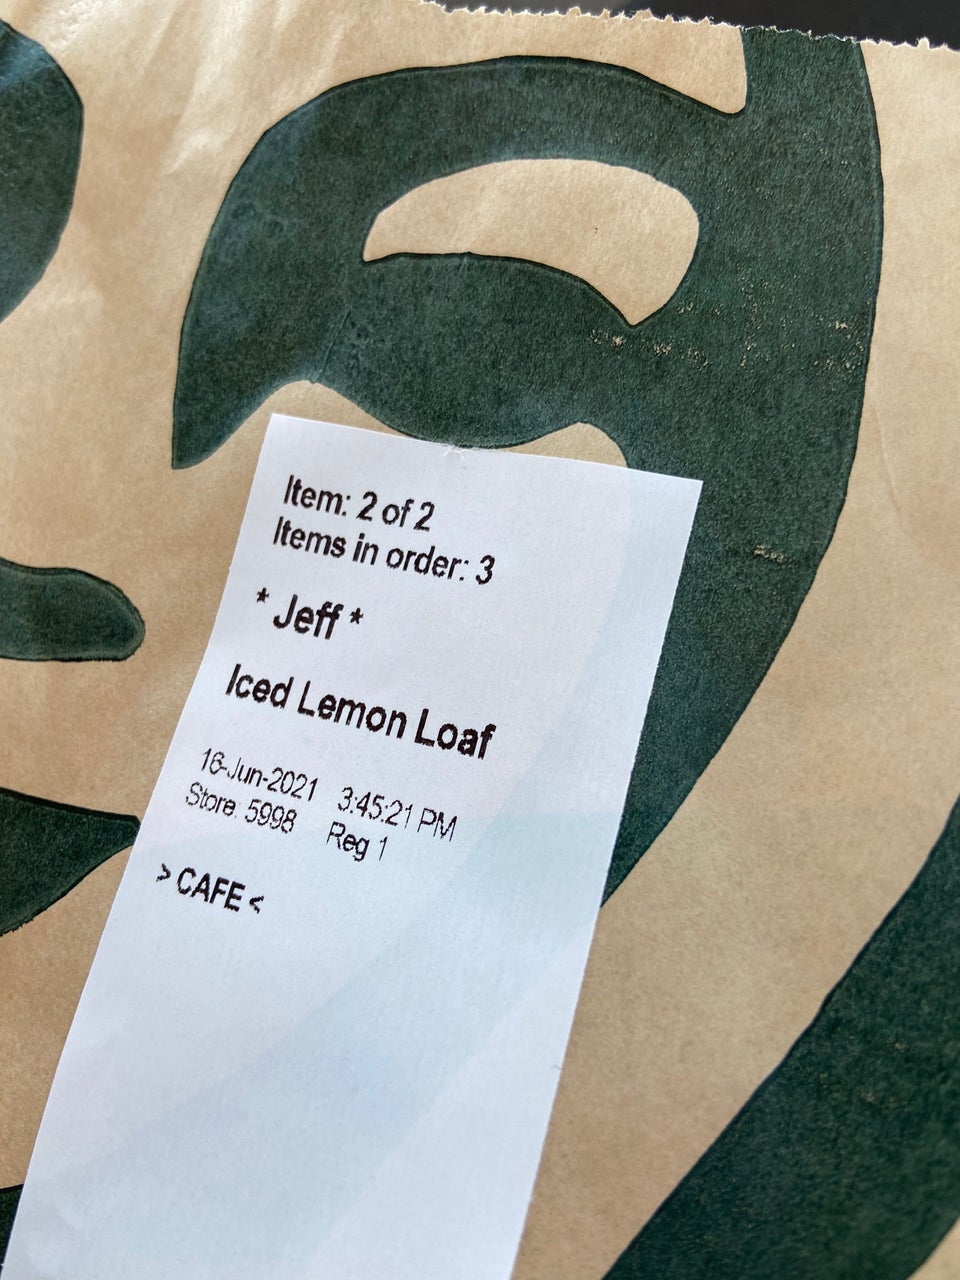 Item: 2 of 2
Items in order: 3
* Jeff *
Iced Lemon Loaf
16-Jun-2021 3:45:21 PM
Store: 5998 Reg 1
> CAFE <